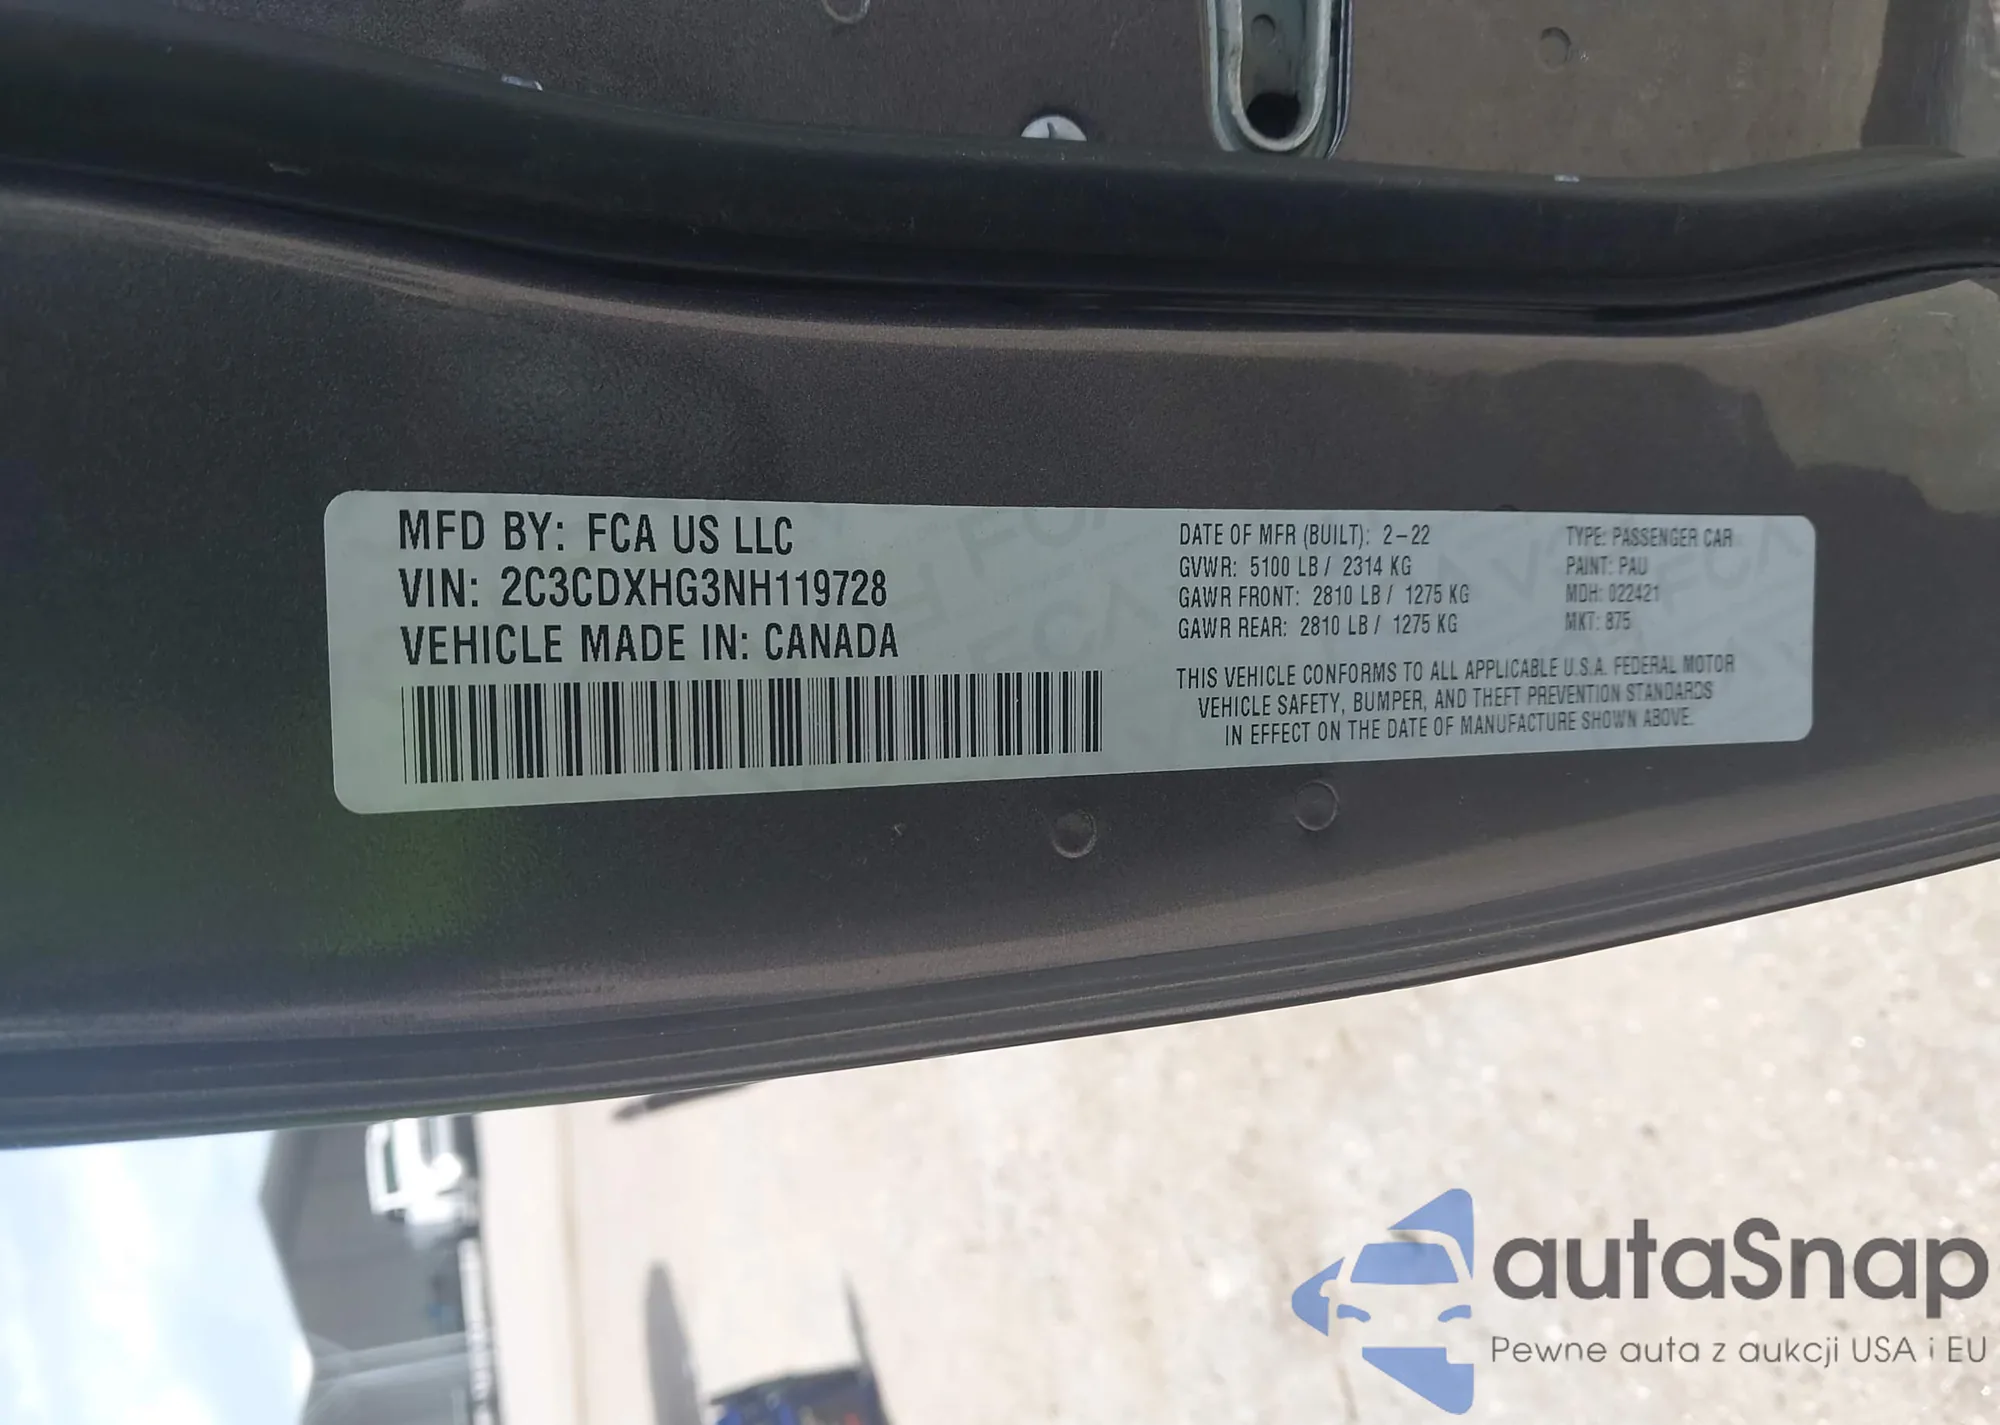 MFD BY: FCA US LLC
VIN: 2C3CDXHG3NH119728
VEHICLE MADE IN: CANADA
DATE OF MFR (BUILT): 2-22
GVWR: 5100 LB / 2314 KG
GAWR FRONT: 2810 LB / 1275 KG
GAWR REAR: 2810 LB / 1275 KG
TYPE: PASSENGER CAR
PAINT: PAU
MDH: 022421
MKT: 875
THIS VEHICLE CONFORMS TO ALL APPLICABLE U.S.A. FEDERAL MOTOR
VEHICLE SAFETY, BUMPER, AND THEFT PREVENTION STANDARDS
IN EFFECT ON THE DATE OF MANUFACTURE SHOWN ABOVE.
autaSnap
Pewne auta z aukcji USA i EU